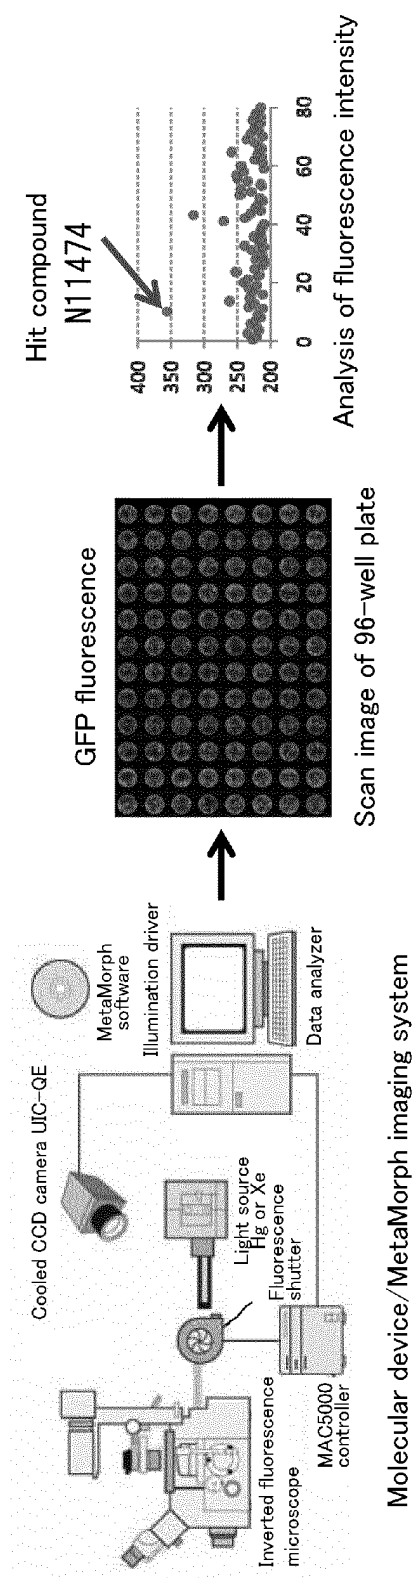 Cooled CCD camera UIC-QE
MetaMorph
software
Illumination driver
Light source
Hg or Xe
Fluorescence
shutter
Data analyzer
Inverted fluorescence
microscope
MAC5000
controller
Molecular device/MetaMorph imaging system
GFP fluorescence
Scan image of 96-well plate
Hit compound
N11474
400
350
300
250
200
0 20 40 60 80
Analysis of fluorescence intensity